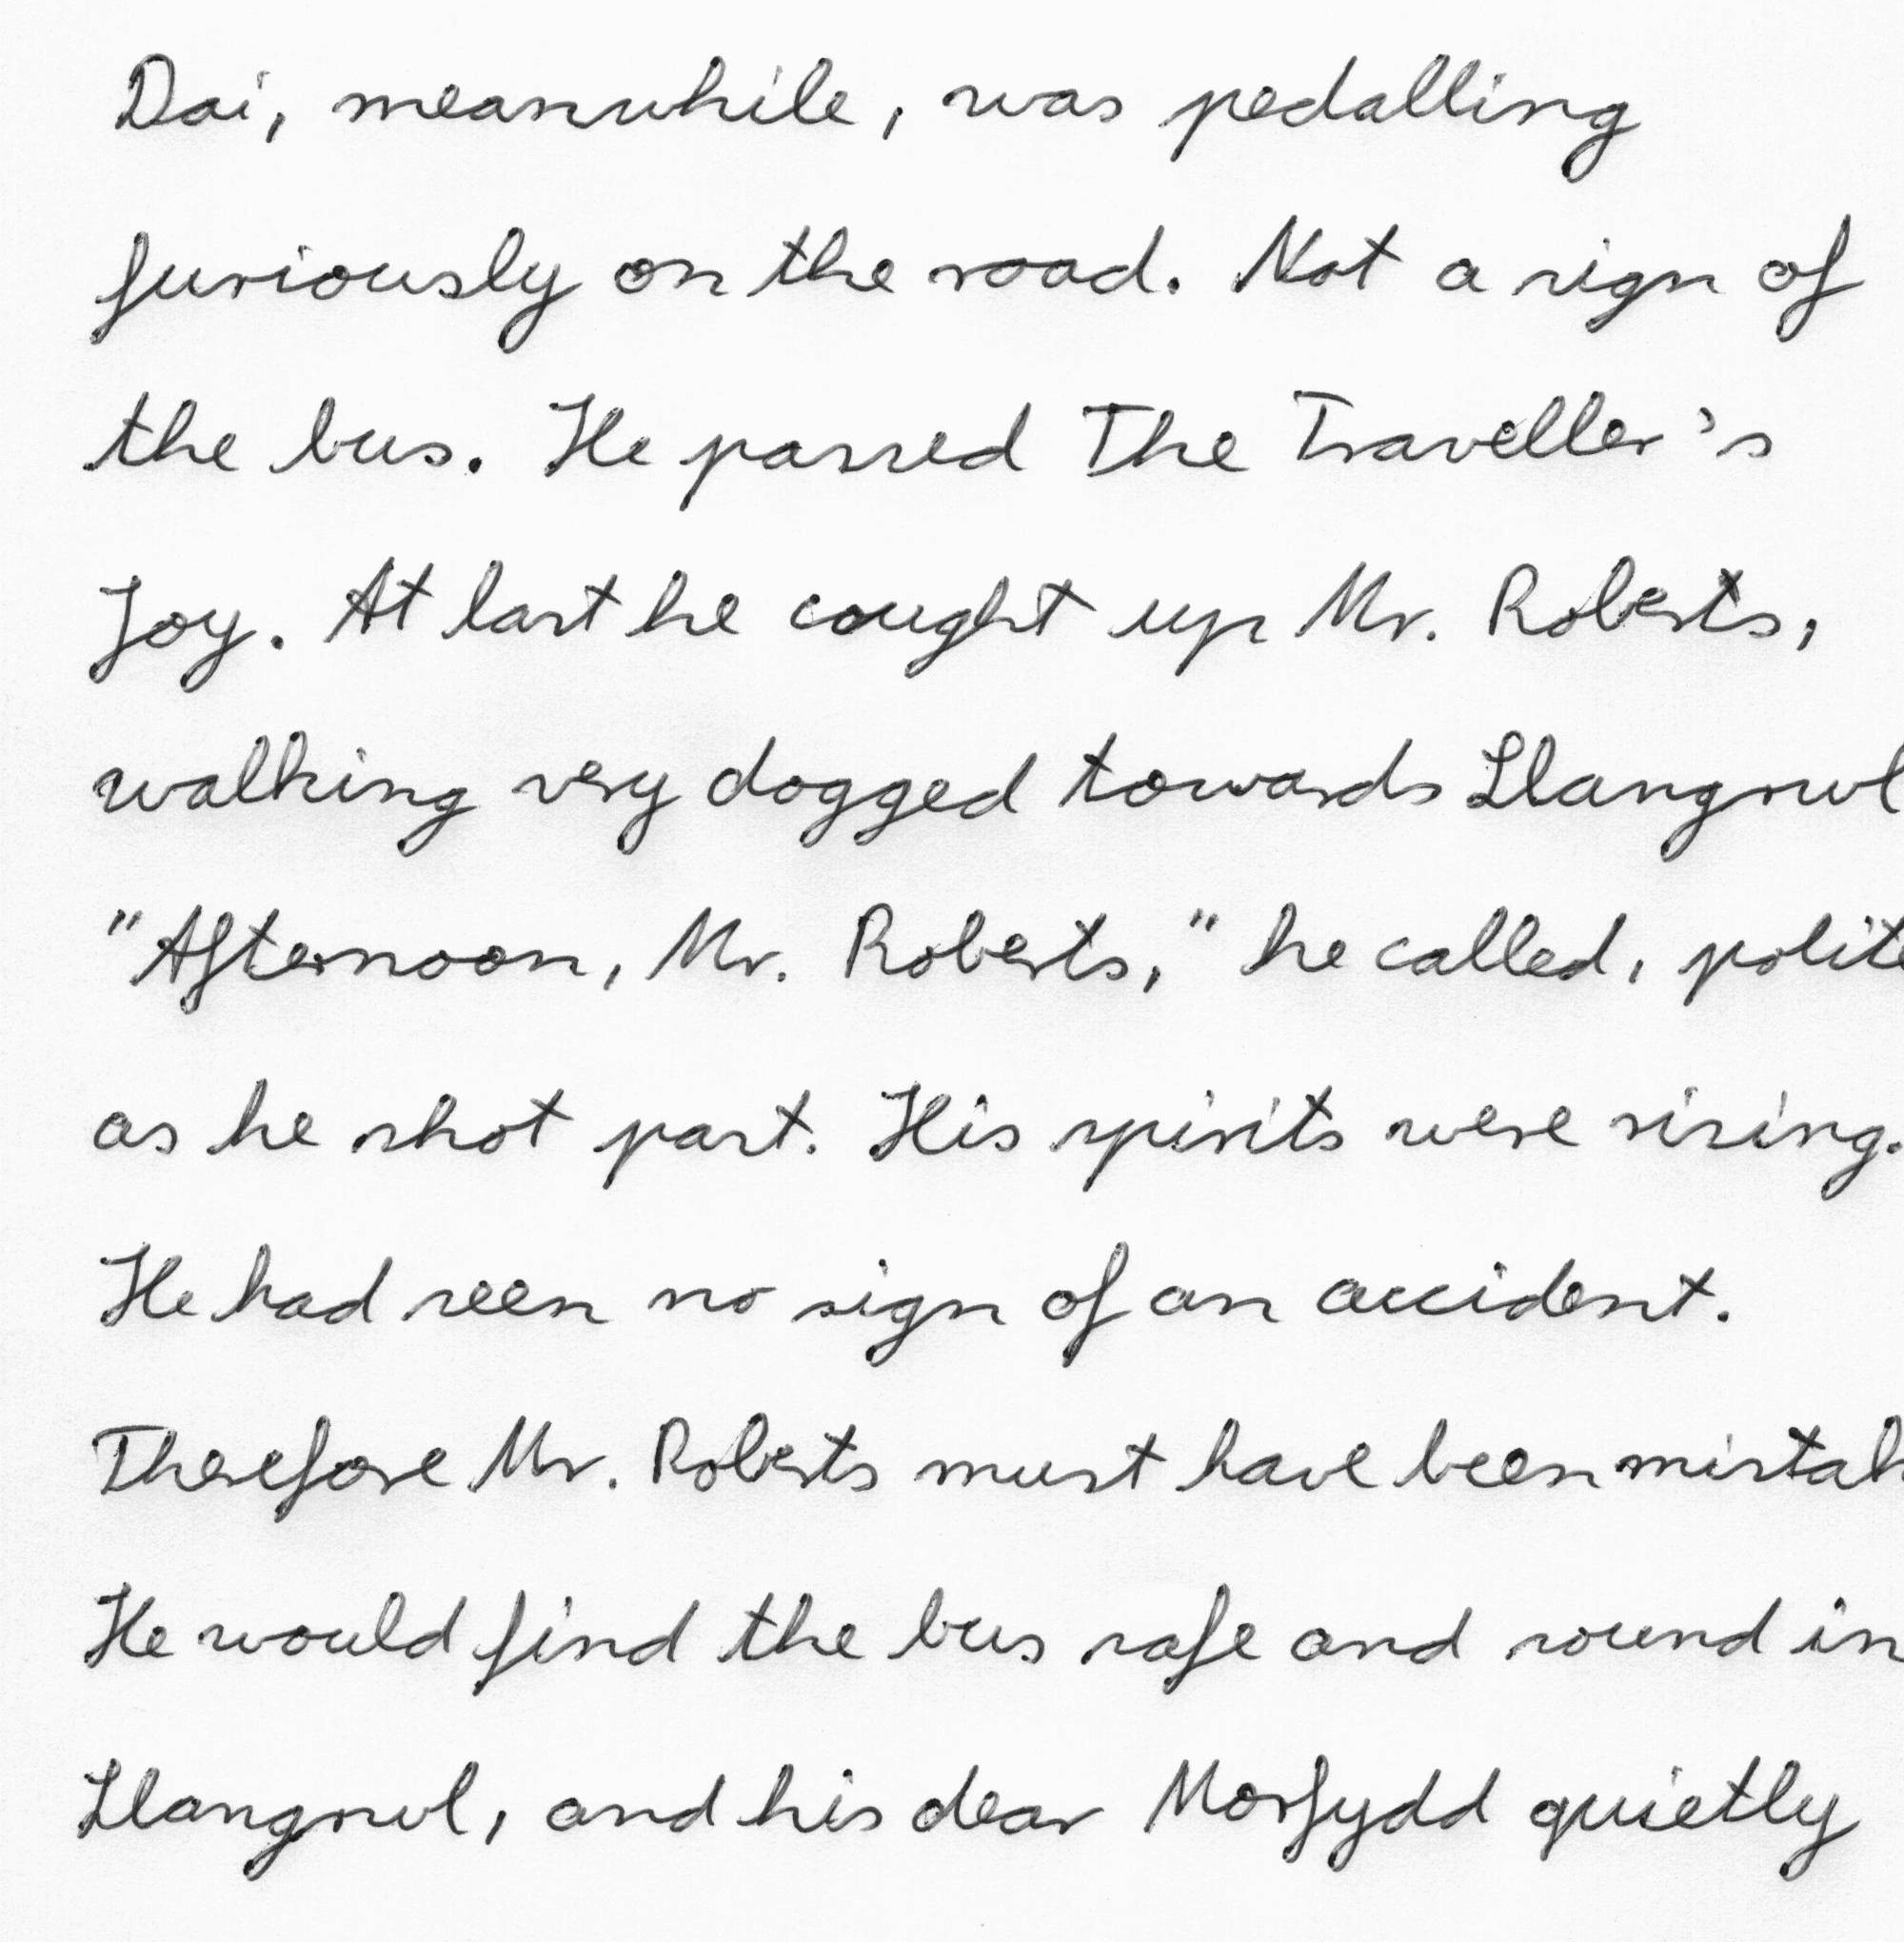 Dai, meanwhile, was pedalling
furiously on the road. Not a sign of
the bus. He passed The Traveller's
Joy. At last he cought up Mr. Roberts,
walking very dogged towards Llangrwl
"Afternoon, Mr. Roberts," he called, polite
as he shot past. His spirits were rising.
He had seen no sign of an accident.
Therefore Mr. Roberts must have been mistak
He would find the bus safe and sound in
Llangrwl, and his dear Morfydd quietly